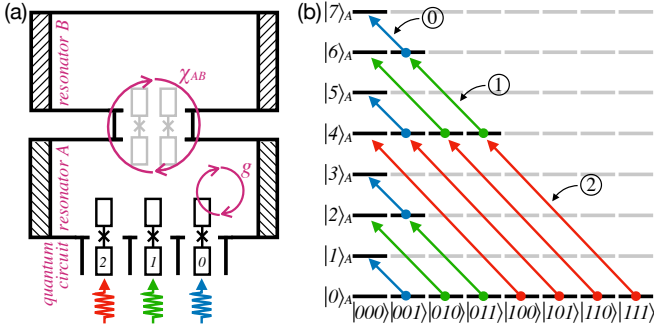 (a)
resonator B
χAB
resonator A
g
quantum
circuit
2
1
0
(b)
|7⟩A
|6⟩A
|5⟩A
|4⟩A
|3⟩A
|2⟩A
|1⟩A
|0⟩A
0
1
2
|000⟩ |001⟩ |010⟩ |011⟩ |100⟩ |101⟩ |110⟩ |111⟩